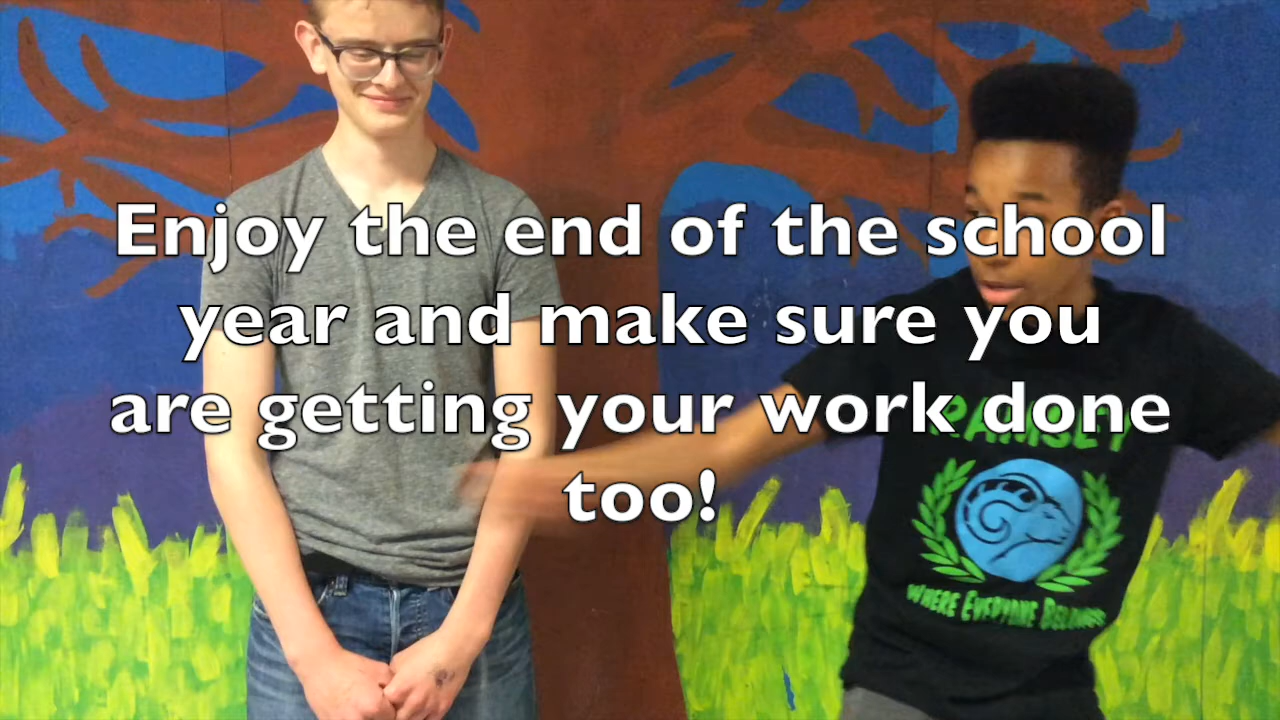 Enjoy the end of the school
year and make sure you
are getting your work done
too!
RAMSEY
WHERE EVERYONE BELONGS